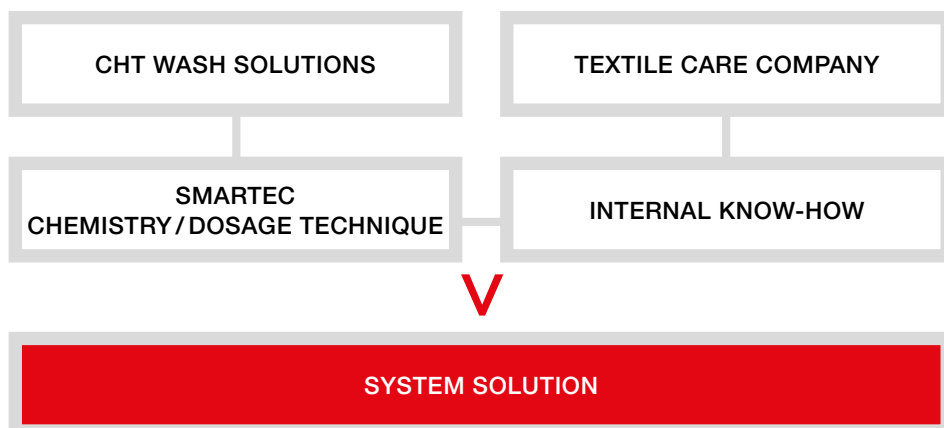 CHT WASH SOLUTIONS
TEXTILE CARE COMPANY
SMARTEC
CHEMISTRY / DOSAGE TECHNIQUE
INTERNAL KNOW-HOW
SYSTEM SOLUTION